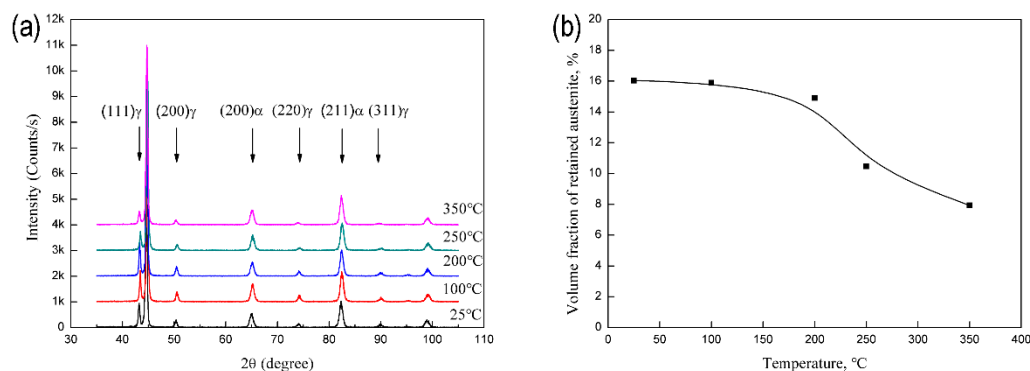 (a)
12k
11k
10k
9k
8k
7k
6k
5k
4k
3k
2k
1k
0
Intensity (Counts/s)
(111)γ
(200)γ
(200)α
(220)γ
(211)α
(311)γ
350℃
250℃
200℃
100℃
25℃
30
40
50
60
70
80
90
100
110
2θ (degree)
(b)
20
18
16
14
12
10
8
6
4
2
0
Volume fraction of retained austenite, %
0
50
100
150
200
250
300
350
400
Temperature, ℃